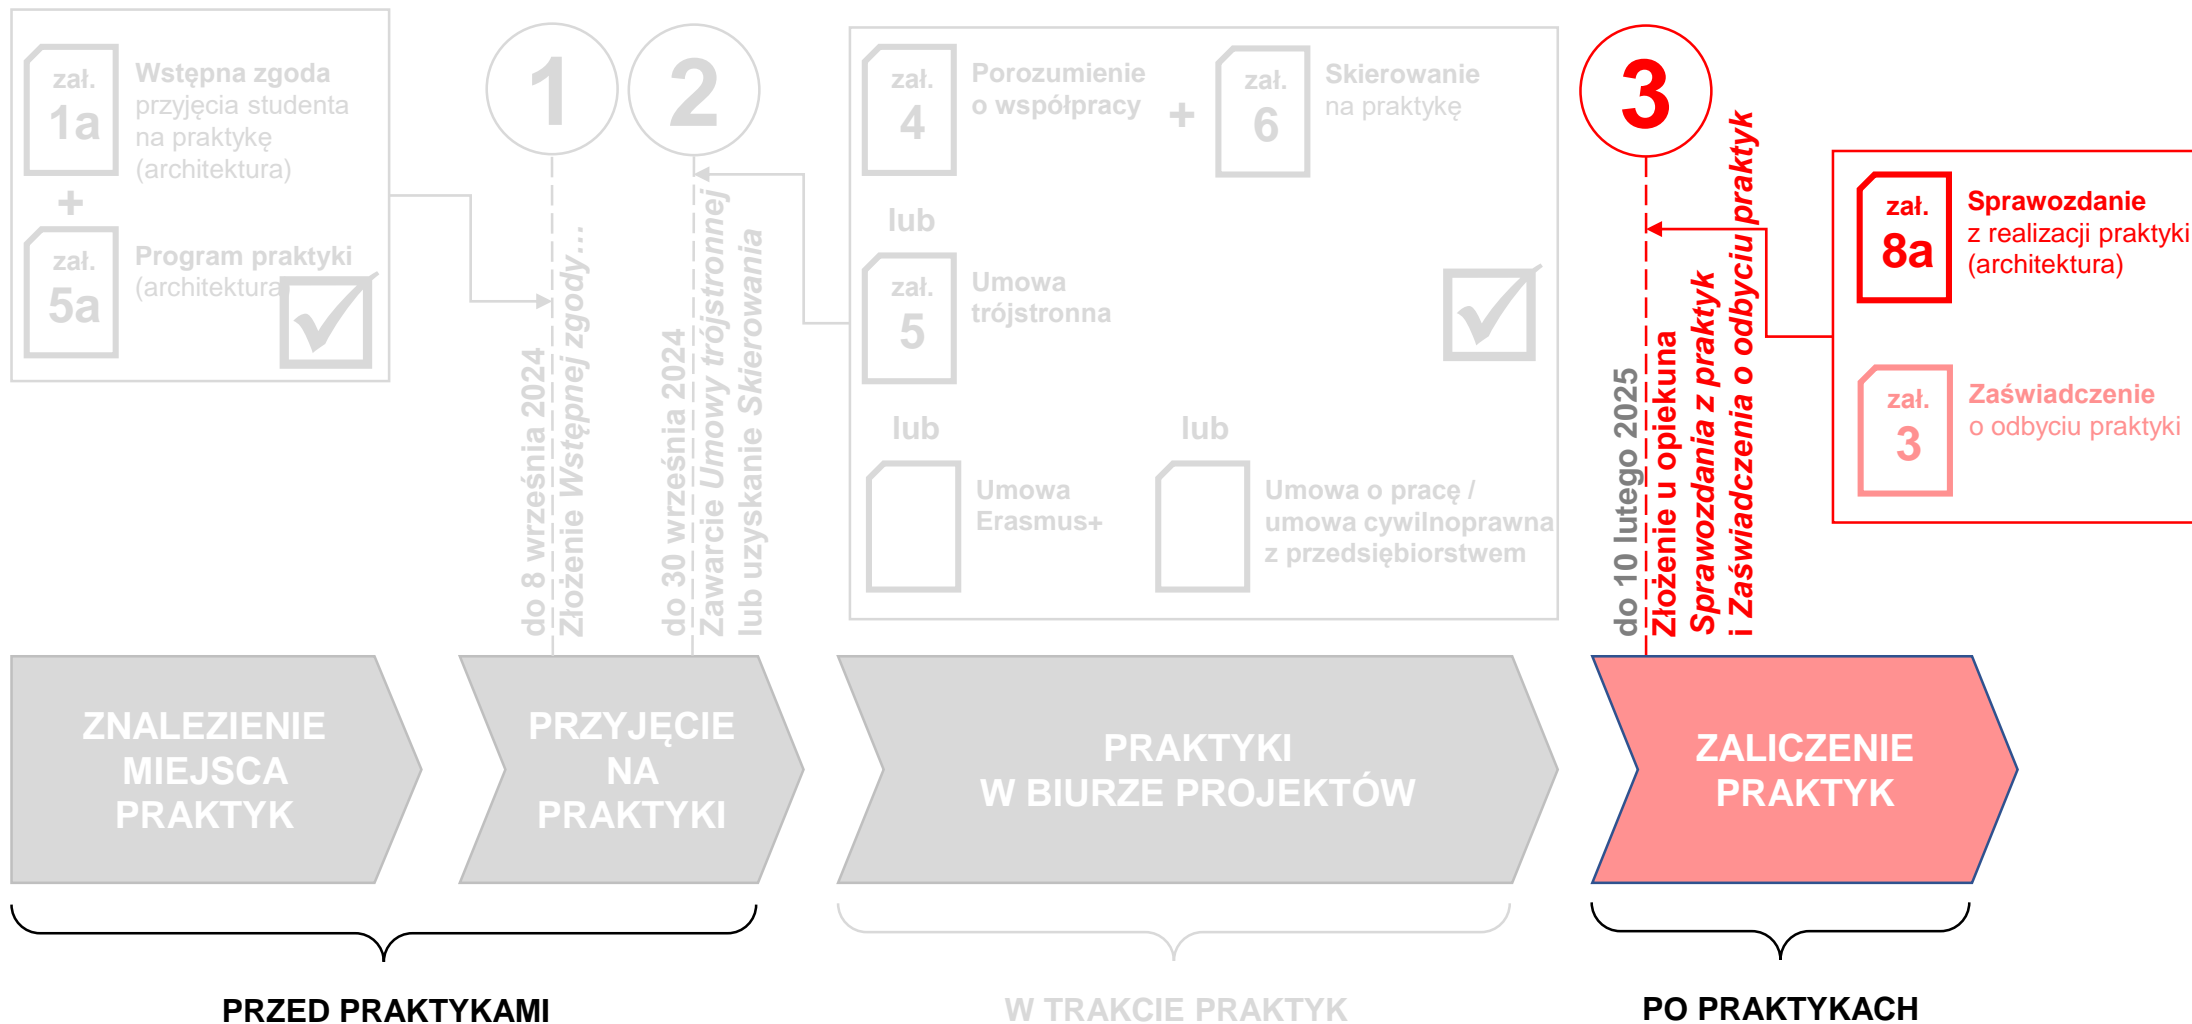 zał.
1a
Wstępna zgoda
przyjęcia studenta
na praktykę
(architektura)
+
zał.
5a
Program praktyki
(architektura)
1
do 8 września 2024
Złożenie Wstępnej zgody…
2
do 30 września 2024
Zawarcie Umowy trójstronnej
lub uzyskanie Skierowania
zał.
4
Porozumienie
o współpracy
+
zał.
6
Skierowanie
na praktykę
lub
zał.
5
Umowa
trójstronna
lub
Umowa
Erasmus+
lub
Umowa o pracę /
umowa cywilnoprawna
z przedsiębiorstwem
3
do 10 lutego 2025
Złożenie u opiekuna
Sprawozdania z praktyk
i Zaświadczenia o odbyciu praktyk
zał.
8a
Sprawozdanie
z realizacji praktyki
(architektura)
zał.
3
Zaświadczenie
o odbyciu praktyki
ZNALEZIENIE
MIEJSCA
PRAKTYK
PRZYJĘCIE
NA
PRAKTYKI
PRAKTYKI
W BIURZE PROJEKTÓW
ZALICZENIE
PRAKTYK
PRZED PRAKTYKAMI
W TRAKCIE PRAKTYK
PO PRAKTYKACH